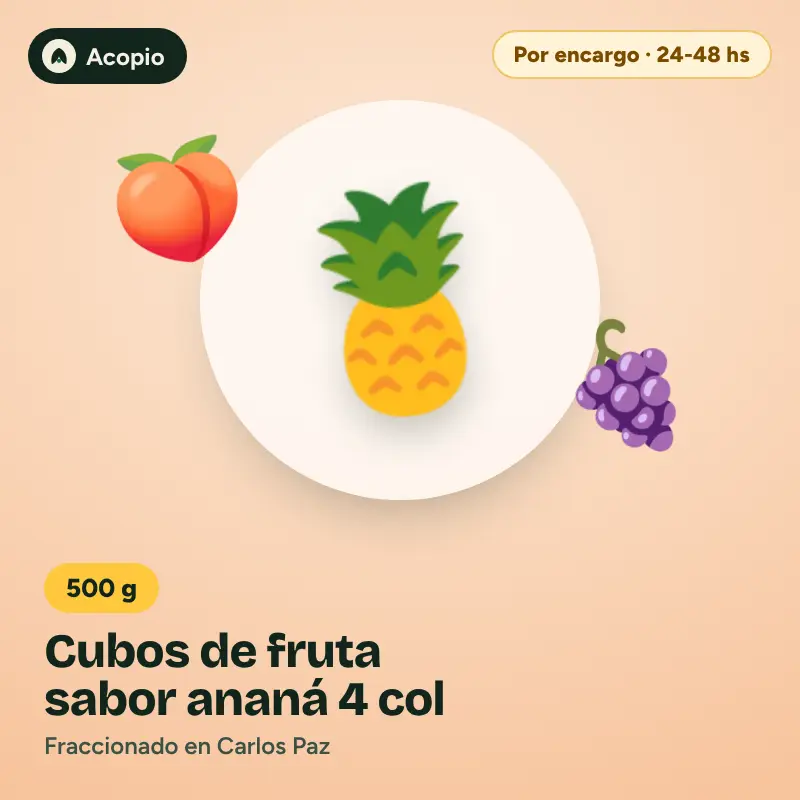 Acopio
Por encargo · 24-48 hs
500 g
Cubos de fruta
sabor ananá 4 col
Fraccionado en Carlos Paz